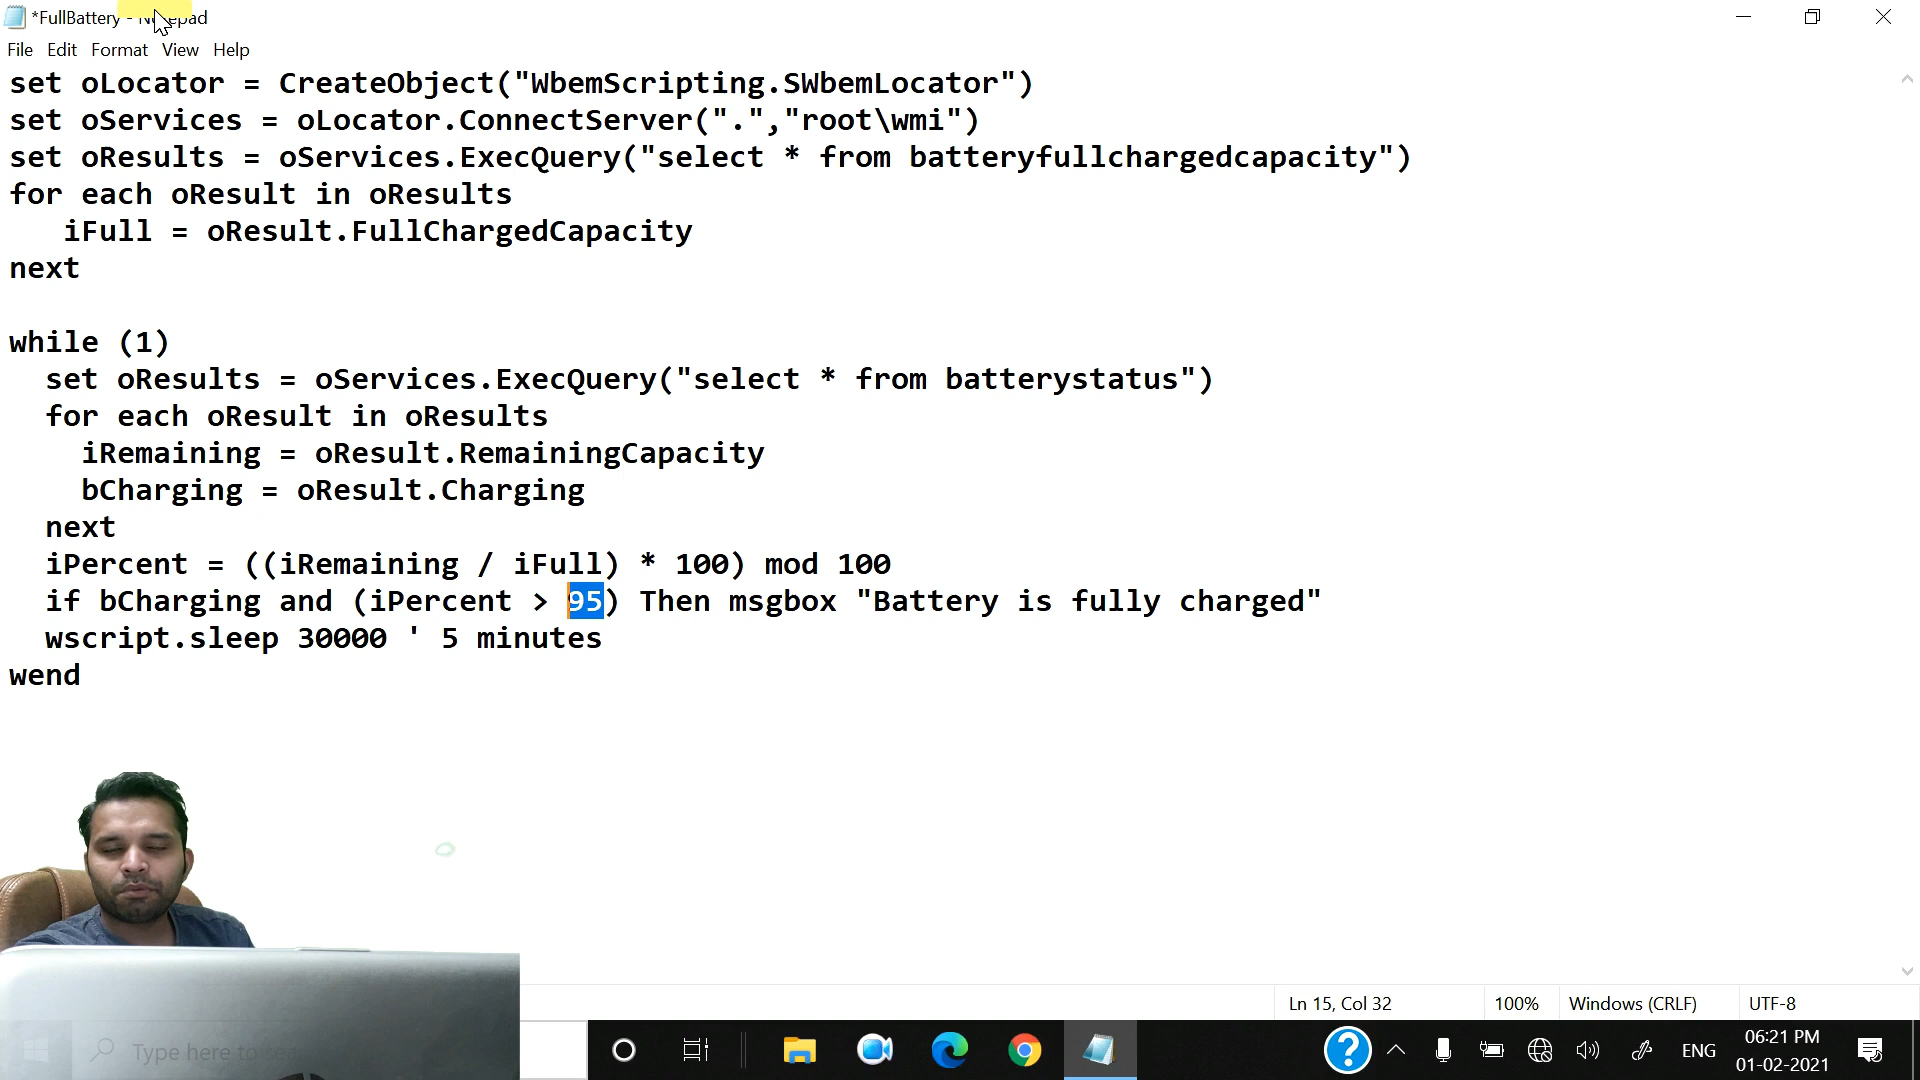 *FullBattery - Notepad
File Edit Format View Help
set oLocator = CreateObject("WbemScripting.SWbemLocator")
set oServices = oLocator.ConnectServer(".","root\wmi")
set oResults = oServices.ExecQuery("select * from batteryfullchargedcapacity")
for each oResult in oResults
   iFull = oResult.FullChargedCapacity
next
while (1)
  set oResults = oServices.ExecQuery("select * from batterystatus")
  for each oResult in oResults
    iRemaining = oResult.RemainingCapacity
    bCharging = oResult.Charging
  next
  iPercent = ((iRemaining / iFull) * 100) mod 100
  if bCharging and (iPercent > 95) Then msgbox "Battery is fully charged"
  wscript.sleep 30000 ' 5 minutes
wend
Ln 15, Col 32 100% Windows (CRLF) UTF-8
Type here to
ENG
06:21 PM
01-02-2021